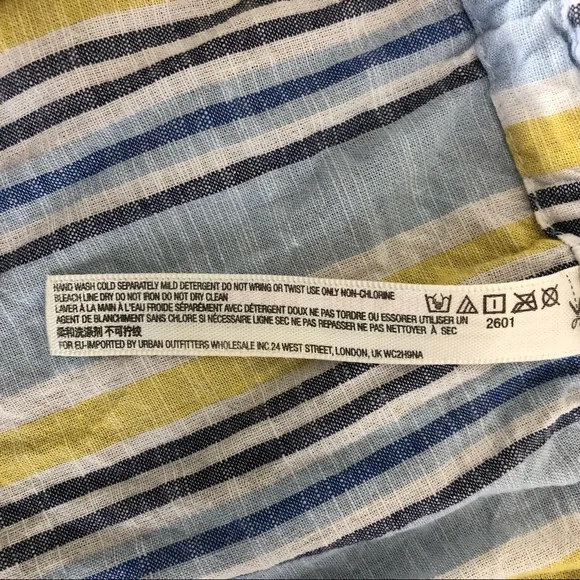 HAND WASH COLD SEPARATELY MILD DETERGENT DO NOT WRING OR TWIST USE ONLY NON-CHLORINE
BLEACH LINE DRY DO NOT IRON DO NOT DRY CLEAN
LAVER À LA MAIN À L'EAU FROIDE SÉPARÉMENT AVEC DÉTERGENT DOUX NE PAS TORDRE OU ESSORER UTILISER UN
AGENT DE BLANCHIMENT SANS CHLORE SI NÉCESSAIRE LIGNE SEC NE PAS REPASSER NE PAS NETTOYER À SEC
柔和洗涤剂 不可拧绞
FOR EU-IMPORTED BY URBAN OUTFITTERS WHOLESALE INC 24 WEST STREET, LONDON, UK WC2H9NA
2601